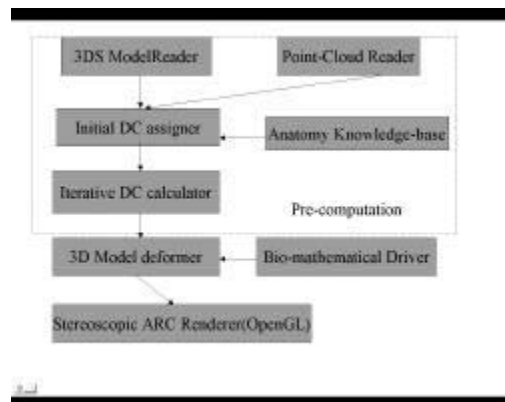 3DS ModelReader
Point-Cloud Reader
Initial DC assigner
Anatomy Knowledge-base
Iterative DC calculator
Pre-computation
3D Model deformer
Bio-mathematical Driver
Stereoscopic ARC Renderer(OpenGL)